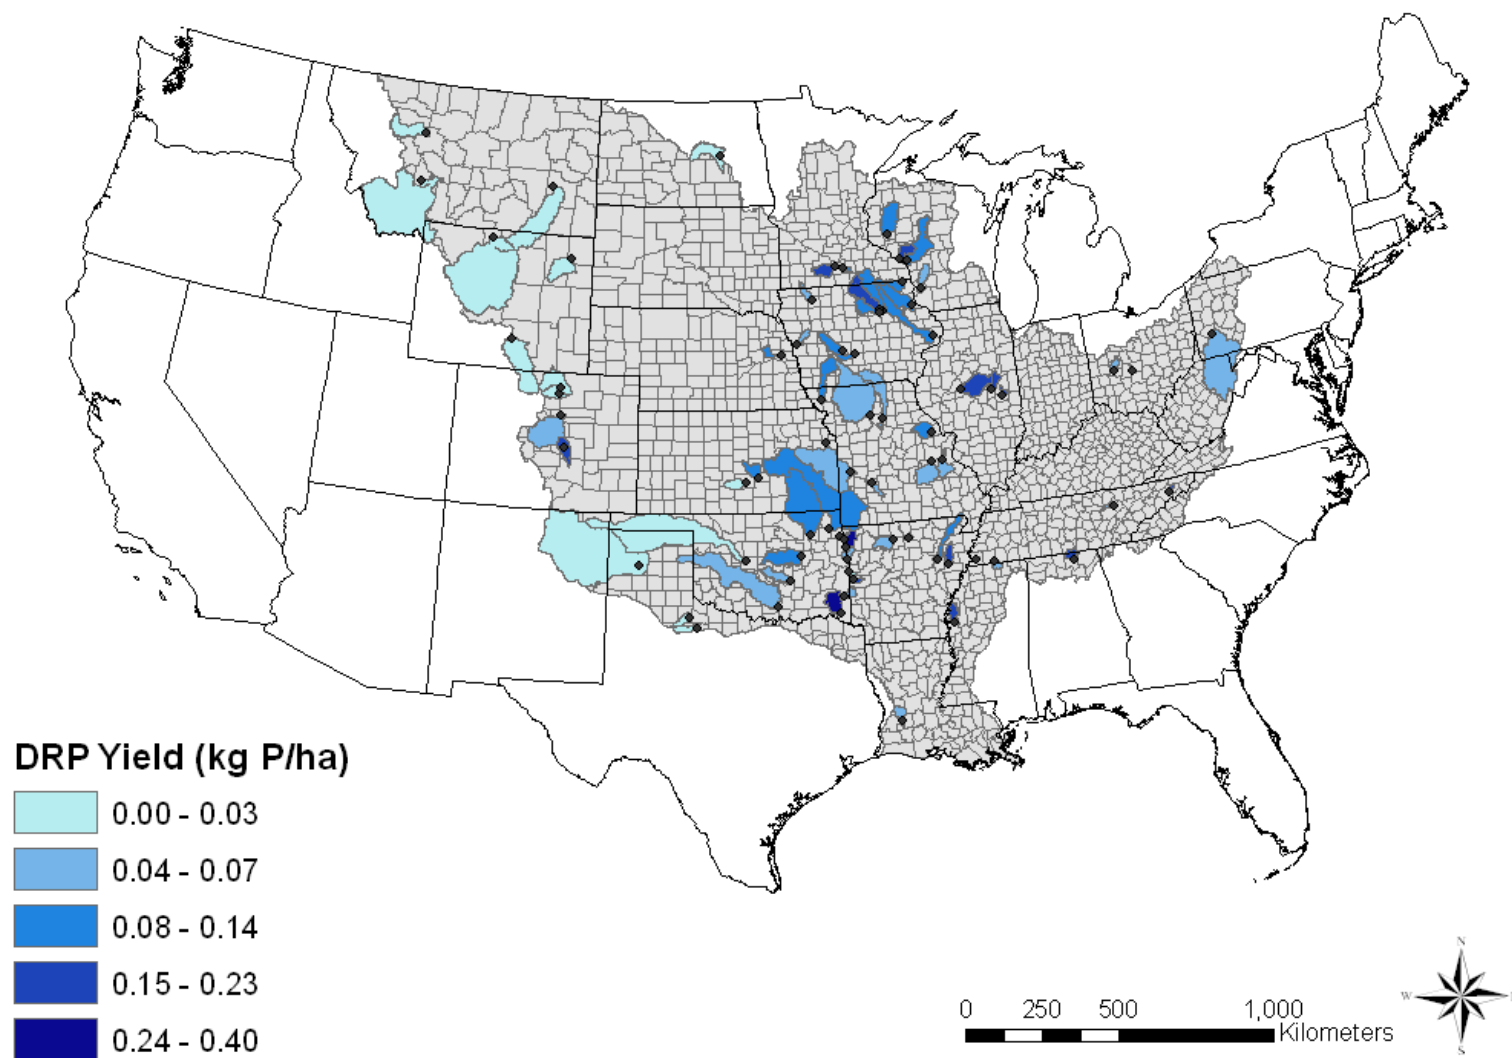 DRP Yield (kg P/ha)
0.00 - 0.03
0.04 - 0.07
0.08 - 0.14
0.15 - 0.23
0.24 - 0.40
0 250 500 1,000
Kilometers
N
W
S